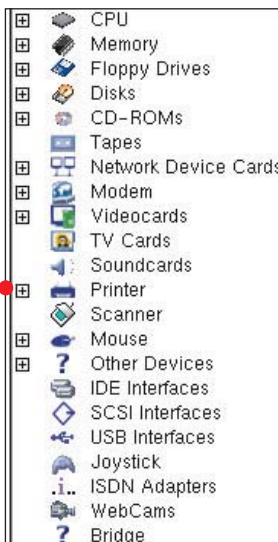 CPU
Memory
Floppy Drives
Disks
CD-ROMs
Tapes
Network Device Cards
Modem
Videocards
TV Cards
Soundcards
Printer
Scanner
Mouse
Other Devices
IDE Interfaces
SCSI Interfaces
USB Interfaces
Joystick
ISDN Adapters
WebCams
Bridge